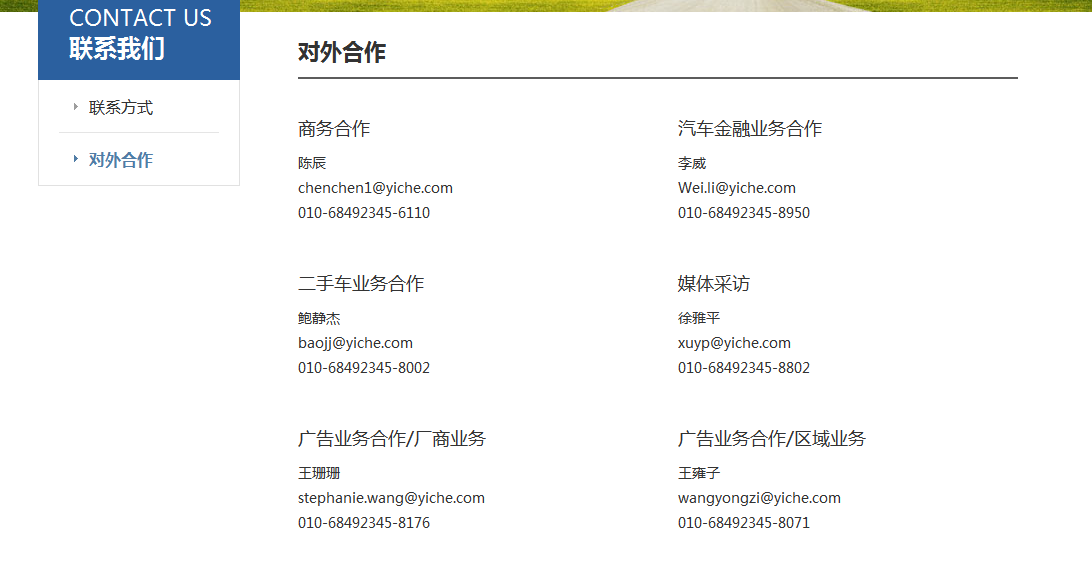 CONTACT US
联系我们
联系方式
对外合作
对外合作
商务合作
陈辰
chenchen1@yiche.com
010-68492345-6110
汽车金融业务合作
李威
Wei.li@yiche.com
010-68492345-8950
二手车业务合作
鲍静杰
baojj@yiche.com
010-68492345-8002
媒体采访
徐雅平
xuyp@yiche.com
010-68492345-8802
广告业务合作/厂商业务
王珊珊
stephanie.wang@yiche.com
010-68492345-8176
广告业务合作/区域业务
王雍子
wangyongzi@yiche.com
010-68492345-8071